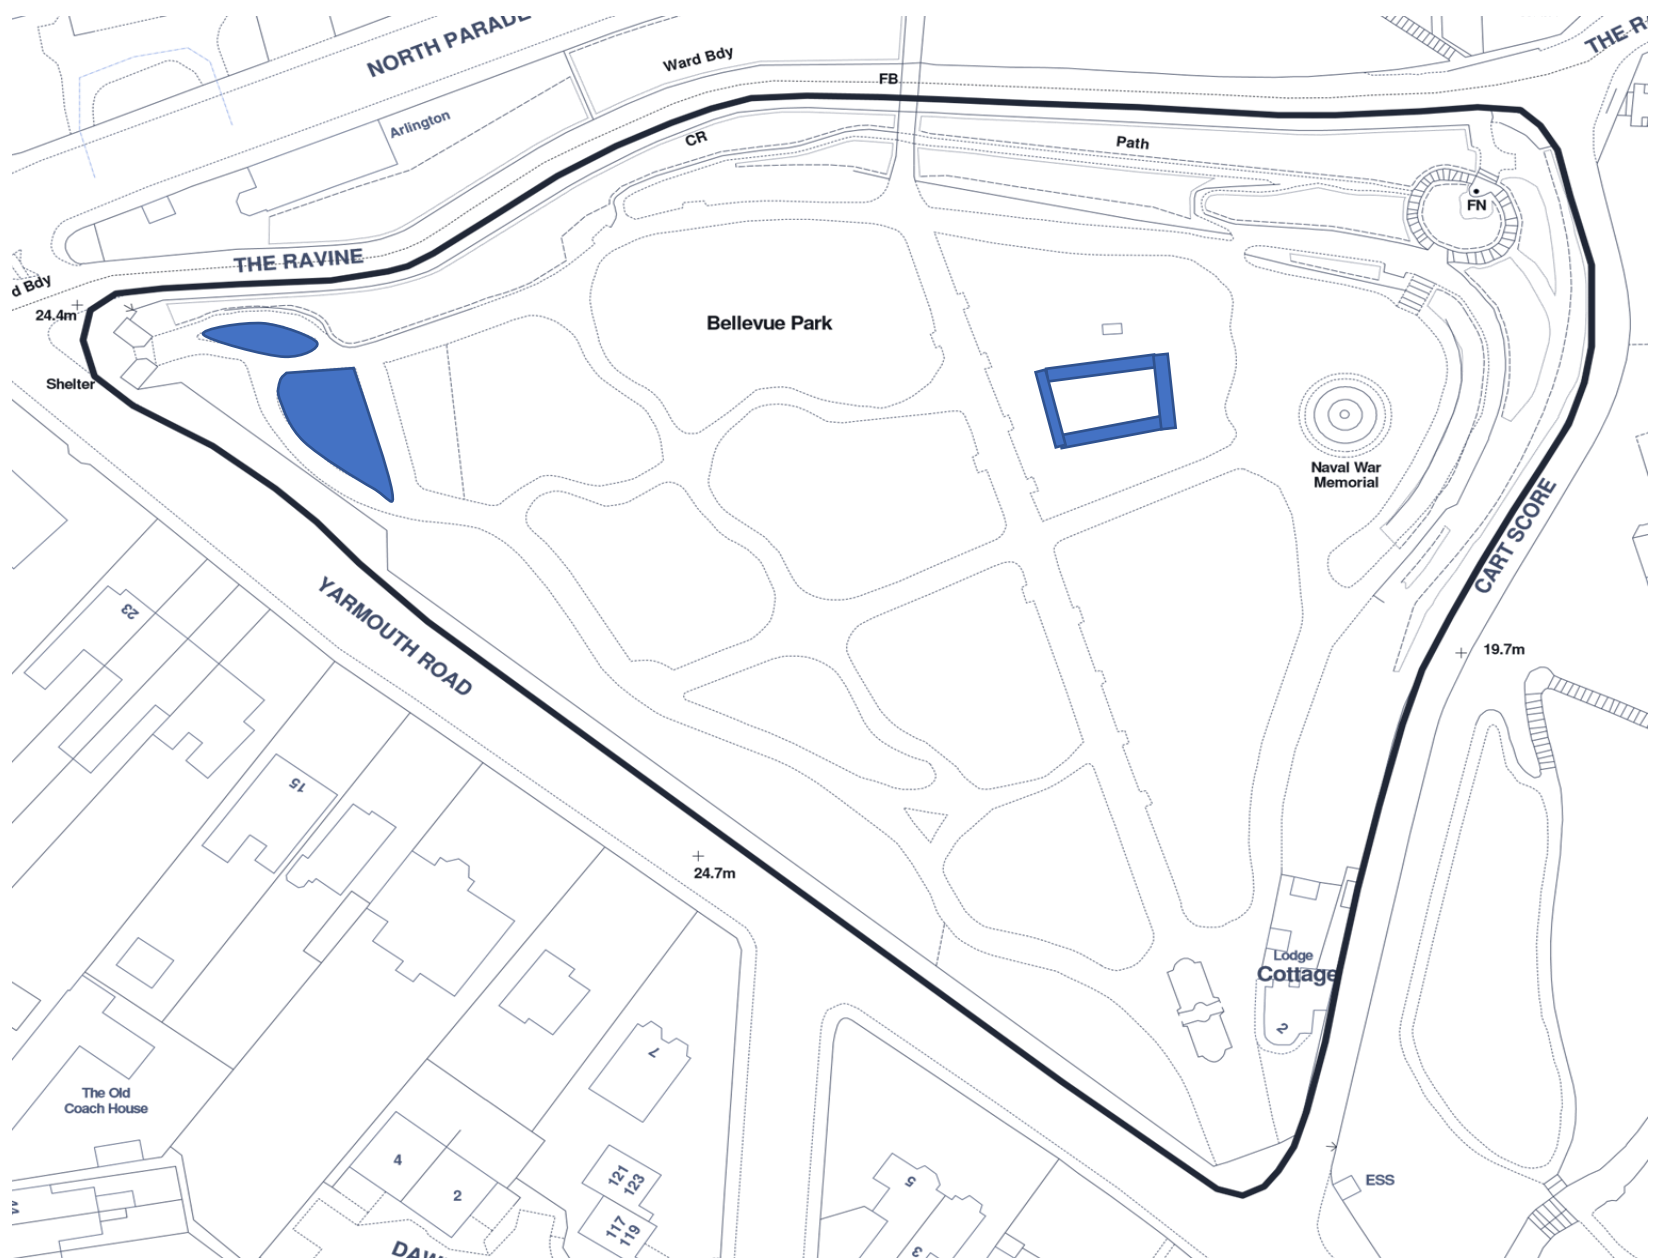 NORTH PARADE
Ward Bdy
THE R
FB
Arlington
CR
Path
FN
THE RAVINE
d Bdy
24.4m
Bellevue Park
Shelter
Naval War
Memorial
CART SCORE
YARMOUTH ROAD
23
19.7m
15
24.7m
Lodge
Cottage
2
7
The Old
Coach House
4
2
121
123
117
119
5
3
ESS
DAW